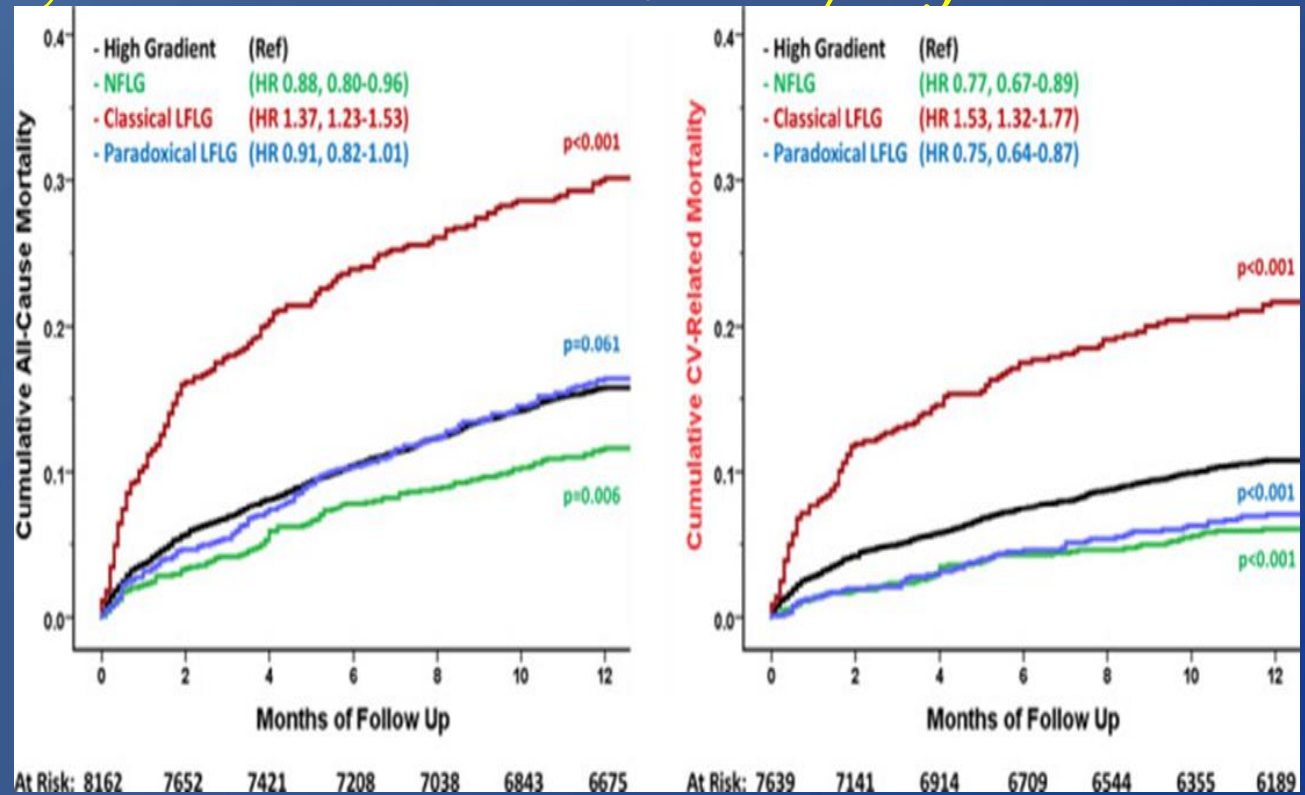 0.4
- High Gradient (Ref)
- NFLG (HR 0.88, 0.80-0.96)
- Classical LFLG (HR 1.37, 1.23-1.53)
- Paradoxical LFLG (HR 0.91, 0.82-1.01)
p<0.001
0.3
0.2
p=0.061
0.1
p=0.006
0.0
Cumulative All-Cause Mortality
0 2 4 6 8 10 12
Months of Follow Up
At Risk: 8162 7652 7421 7208 7038 6843 6675
0.4
- High Gradient (Ref)
- NFLG (HR 0.77, 0.67-0.89)
- Classical LFLG (HR 1.53, 1.32-1.77)
- Paradoxical LFLG (HR 0.75, 0.64-0.87)
0.3
p<0.001
0.2
0.1
p<0.001
p<0.001
0.0
Cumulative CV-Related Mortality
0 2 4 6 8 10 12
Months of Follow Up
At Risk: 7639 7141 6914 6709 6544 6355 6189